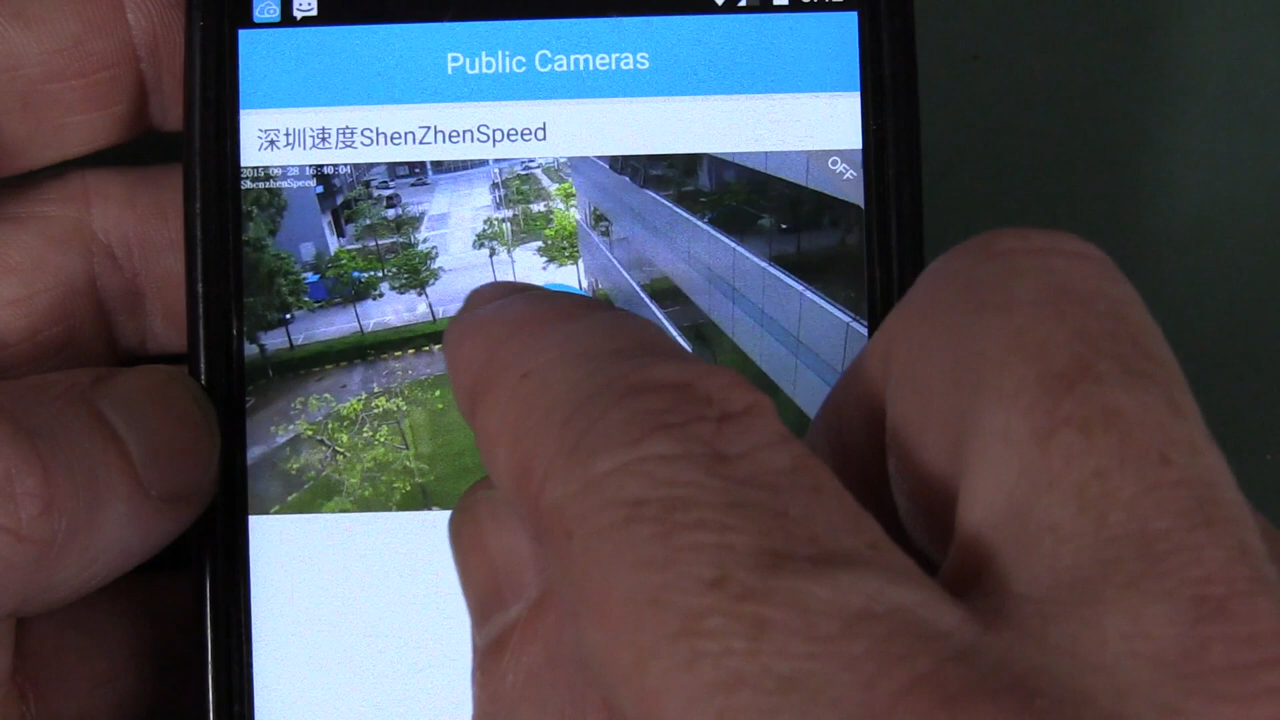 Public Cameras
深圳速度ShenZhenSpeed
2015-09-28 16:40:04
ShenzhenSpeed
OFF